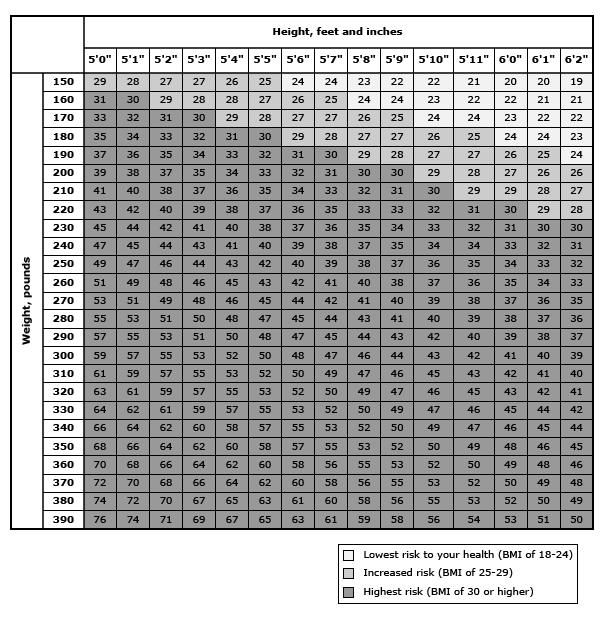 Height, feet and inches
5'0" 5'1" 5'2" 5'3" 5'4" 5'5" 5'6" 5'7" 5'8" 5'9" 5'10" 5'11" 6'0" 6'1" 6'2"
Weight, pounds
150 29 28 27 27 26 25 24 24 23 22 22 21 20 20 19
160 31 30 29 28 28 27 26 25 24 24 23 22 22 21 21
170 33 32 31 30 29 28 27 27 26 25 24 24 23 22 22
180 35 34 33 32 31 30 29 28 27 27 26 25 24 24 23
190 37 36 35 34 33 32 31 30 29 28 27 27 26 25 24
200 39 38 37 35 34 33 32 31 30 30 29 28 27 26 26
210 41 40 38 37 36 35 34 33 32 31 30 29 29 28 27
220 43 42 40 39 38 37 36 35 33 33 32 31 30 29 28
230 45 44 42 41 40 38 37 36 35 34 33 32 31 30 30
240 47 45 44 43 41 40 39 38 37 35 34 34 33 32 31
250 49 47 46 44 43 42 40 39 38 37 36 35 34 33 32
260 51 49 48 46 45 43 42 41 40 38 37 36 35 34 33
270 53 51 49 48 46 45 44 42 41 40 39 38 37 36 35
280 55 53 51 50 48 47 45 44 43 41 40 39 38 37 36
290 57 55 53 51 50 48 47 45 44 43 42 40 39 38 37
300 59 57 55 53 52 50 48 47 46 44 43 42 41 40 39
310 61 59 57 55 53 52 50 49 47 46 45 43 42 41 40
320 63 61 59 57 55 53 52 50 49 47 46 45 43 42 41
330 64 62 61 59 57 55 53 52 50 49 47 46 45 44 42
340 66 64 62 60 58 57 55 53 52 50 49 47 46 45 44
350 68 66 64 62 60 58 57 55 53 52 50 49 48 46 45
360 70 68 66 64 62 60 58 56 55 53 52 50 49 48 46
370 72 70 68 66 64 62 60 58 56 55 53 52 50 49 48
380 74 72 70 67 65 63 61 60 58 56 55 53 52 50 49
390 76 74 71 69 67 65 63 61 59 58 56 54 53 51 50
Lowest risk to your health (BMI of 18-24)
Increased risk (BMI of 25-29)
Highest risk (BMI of 30 or higher)